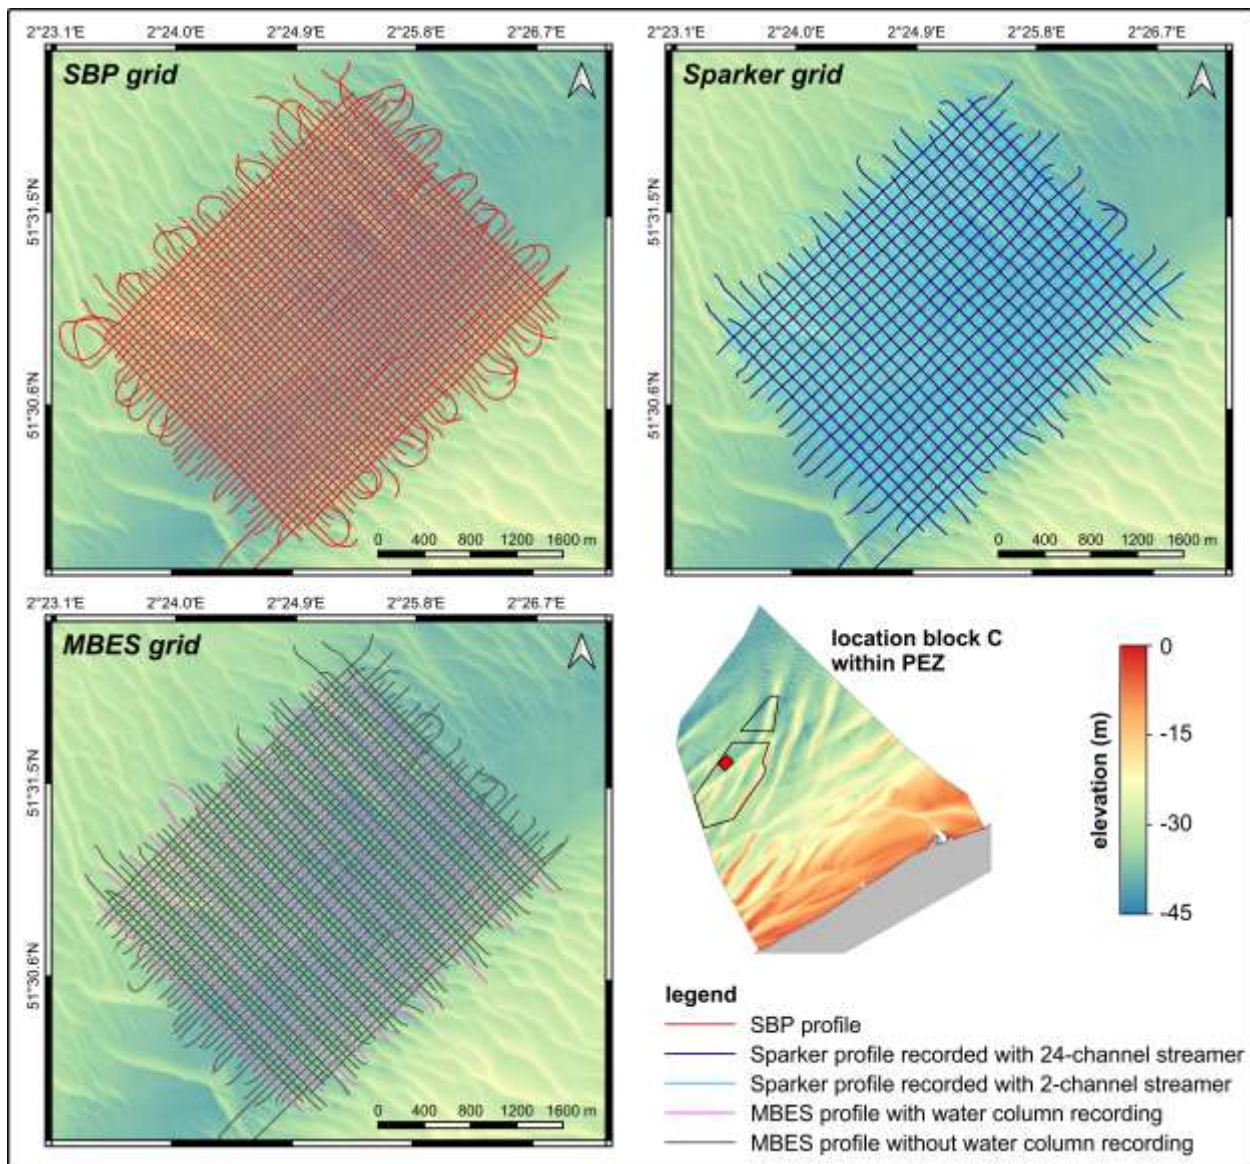 2°23.1'E 2°24.0'E 2°24.9'E 2°25.8'E 2°26.7'E
SBP grid
51°31.5'N
51°30.6'N
0 400 800 1200 1600 m
2°23.1'E 2°24.0'E 2°24.9'E 2°25.8'E 2°26.7'E
Sparker grid
51°31.5'N
51°30.6'N
0 400 800 1200 1600 m
2°23.1'E 2°24.0'E 2°24.9'E 2°25.8'E 2°26.7'E
MBES grid
51°31.5'N
51°30.6'N
0 400 800 1200 1600 m
location block C
within PEZ
elevation (m)
0
-15
-30
-45
legend
SBP profile
Sparker profile recorded with 24-channel streamer
Sparker profile recorded with 2-channel streamer
MBES profile with water column recording
MBES profile without water column recording